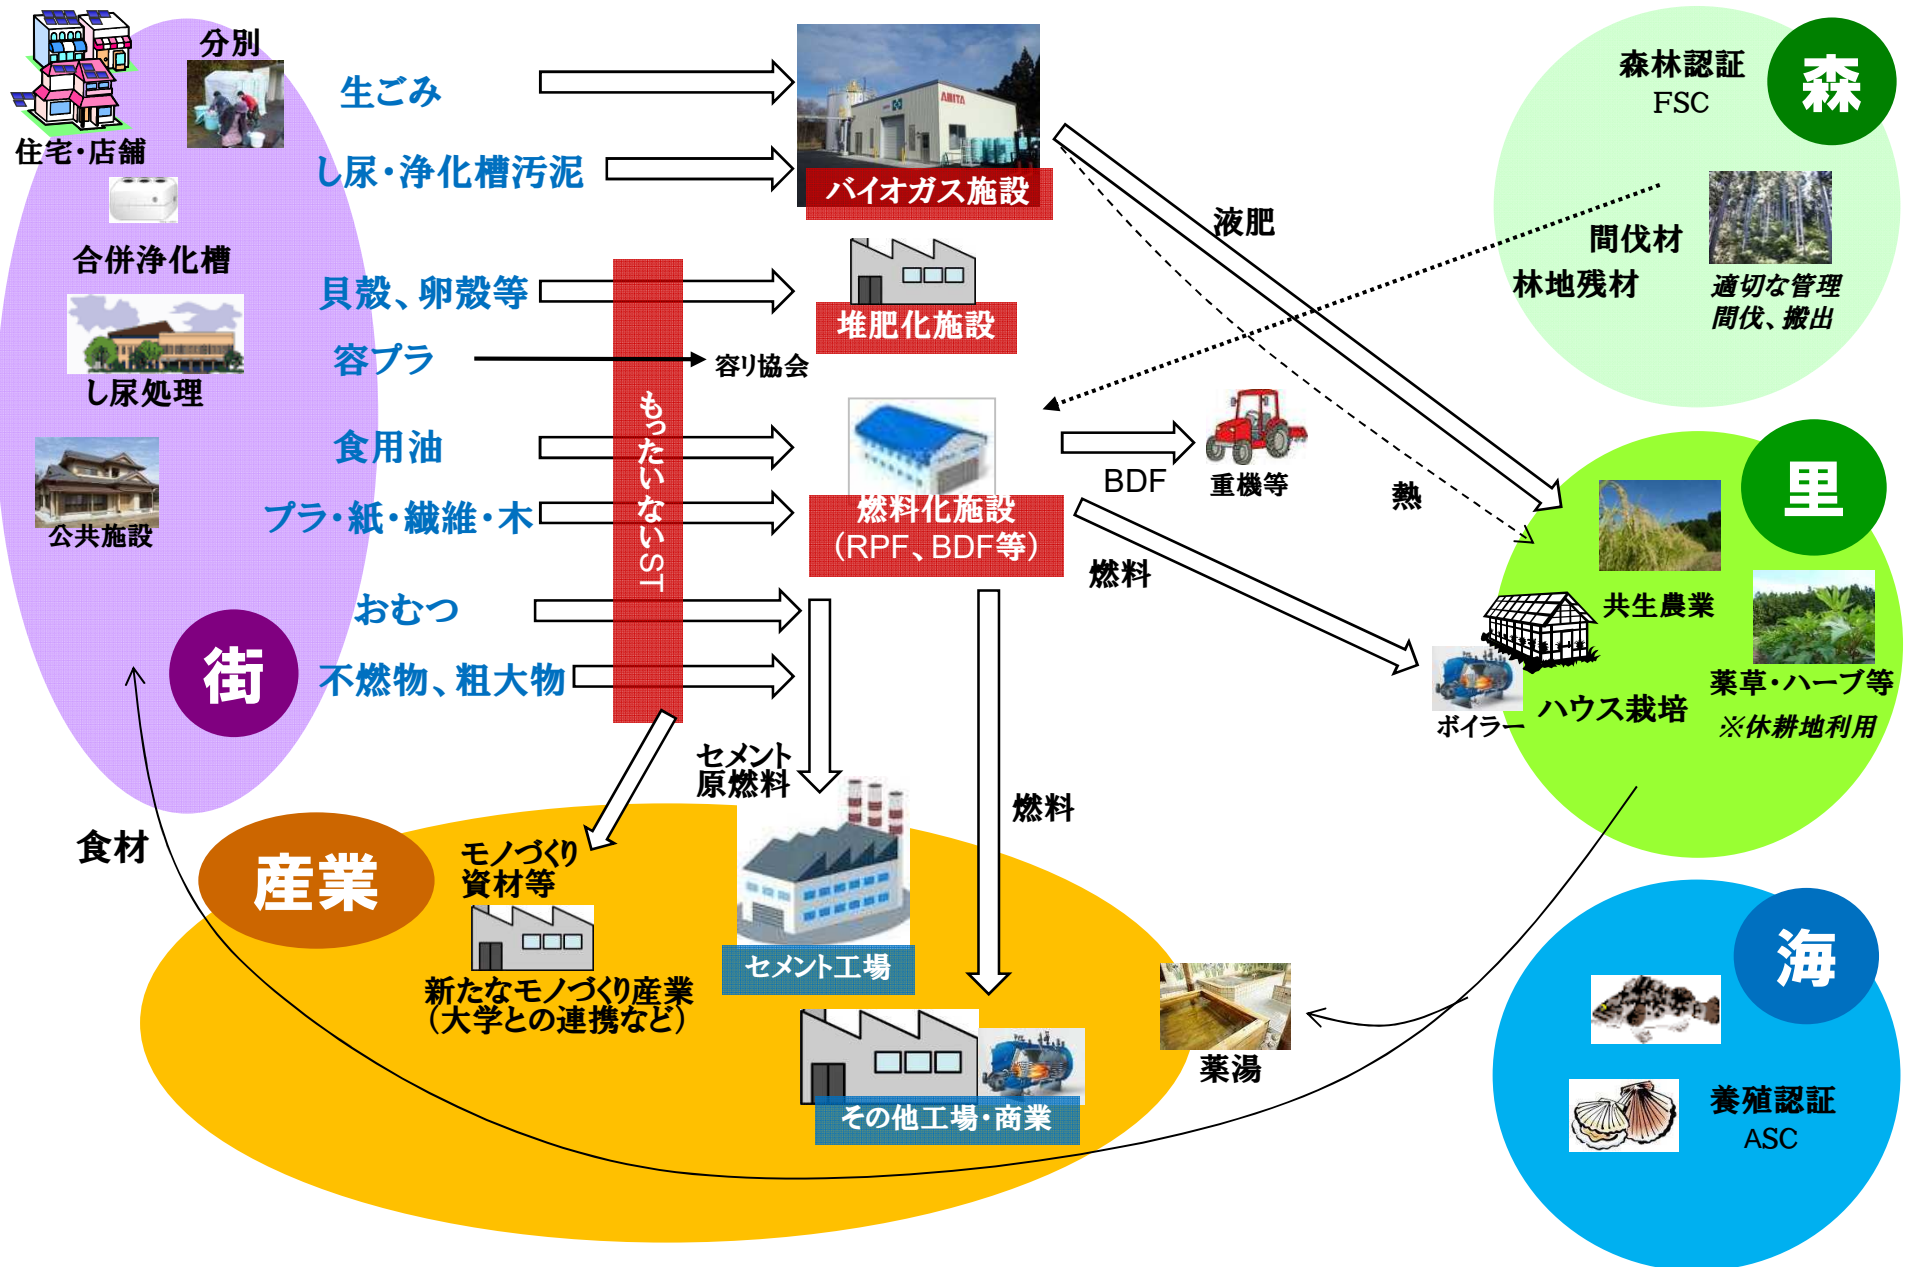 分別
住宅・店舗
合併浄化槽
し尿処理
公共施設
街
生ごみ
し尿・浄化槽汚泥
貝殻、卵殻等
容プラ
食用油
プラ・紙・繊維・木
おむつ
不燃物、粗大物
もったいないST
AMITA
バイオガス施設
堆肥化施設
容リ協会
燃料化施設
（RPF、BDF等）
BDF
重機等
液肥
熱
燃料
森
森林認証
FSC
間伐材
林地残材
適切な管理
間伐、搬出
里
共生農業
薬草・ハーブ等
※休耕地利用
ハウス栽培
ボイラー
海
養殖認証
ASC
薬湯
食材
産業
モノづくり
資材等
新たなモノづくり産業
（大学との連携など）
セメント
原燃料
セメント工場
燃料
その他工場・商業